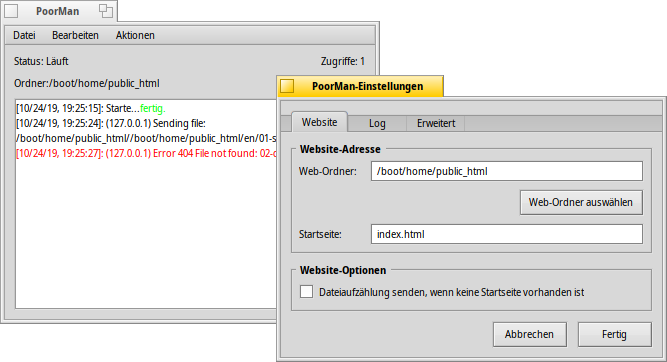 PoorMan
Datei Bearbeiten Aktionen
Status: Läuft Zugriffe: 1
Ordner:/boot/home/public_html
[10/24/19, 19:25:15]: Starte...fertig.
[10/24/19, 19:25:24]: (127.0.0.1) Sending file:
/boot/home/public_html//boot/home/public_html/en/01-s
[10/24/19, 19:25:27]: (127.0.0.1) Error 404 File not found: 02-c
PoorMan-Einstellungen
Website Log Erweitert
Website-Adresse
Web-Ordner: /boot/home/public_html
Web-Ordner auswählen
Startseite: index.html
Website-Optionen
Dateiaufzählung senden, wenn keine Startseite vorhanden ist
Abbrechen Fertig